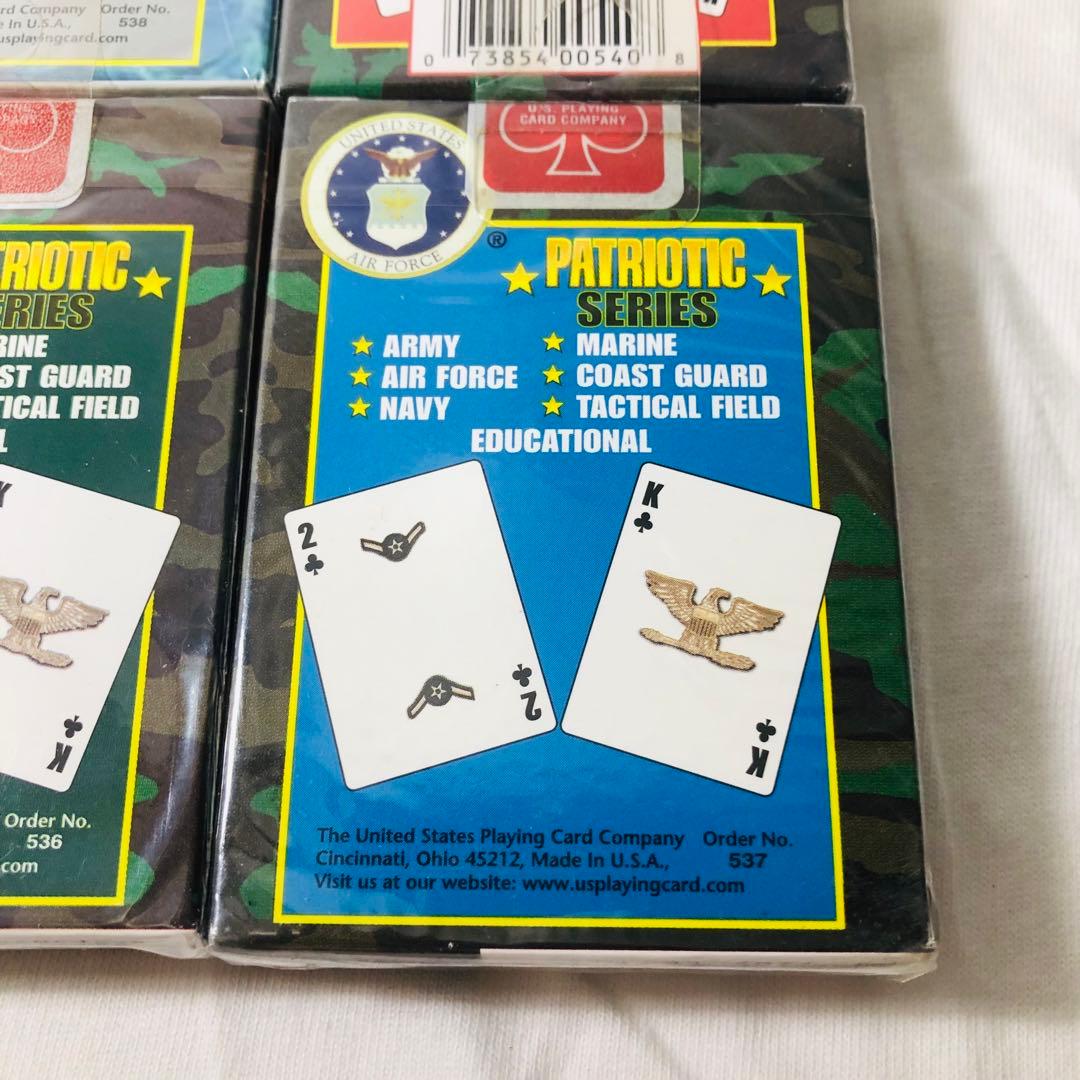 rd Company Order No.
e In U.S.A., 538
usplayingcard.com
0 73854 00540 8
U.S. PLAYING
CARD COMPANY
UNITED STATES
AIR FORCE
®
PATRIOTIC
SERIES
ARMY
MARINE
AIR FORCE
COAST GUARD
NAVY
TACTICAL FIELD
EDUCATIONAL
2
2
K
K
The United States Playing Card Company Order No.
Cincinnati, Ohio 45212, Made In U.S.A., 537
Visit us at our website: www.usplayingcard.com
RIOTIC
ERIES
RINE
ST GUARD
TICAL FIELD
L
K
K
Order No.
536
com